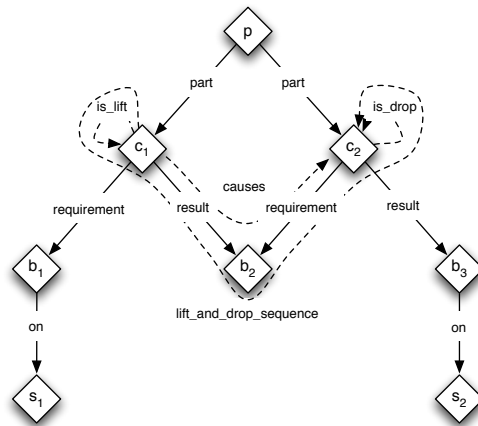 p
part part
is_lift is_drop
c1 c2
causes
requirement result requirement result
b1 b2 b3
lift_and_drop_sequence
on on
s1 s2